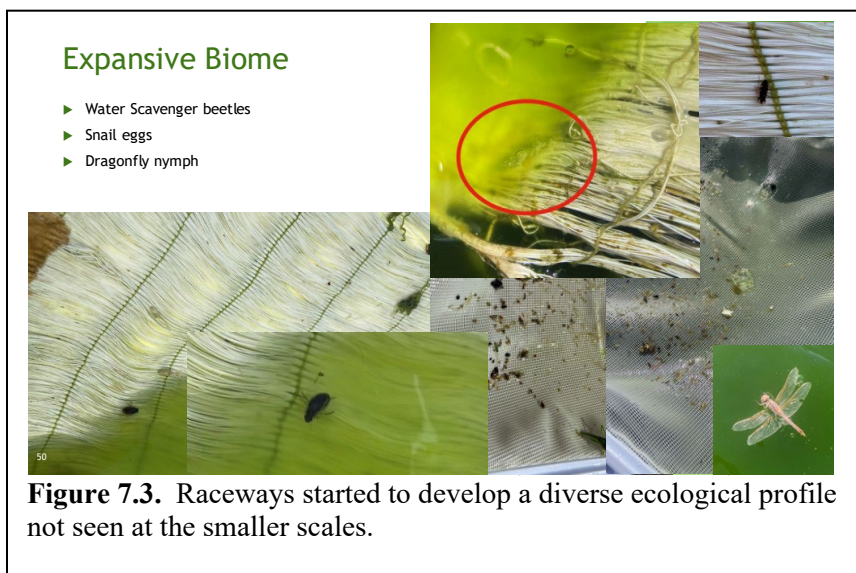 Expansive Biome
▶ Water Scavenger beetles
▶ Snail eggs
▶ Dragonfly nymph
50
Figure 7.3. Raceways started to develop a diverse ecological profile
not seen at the smaller scales.